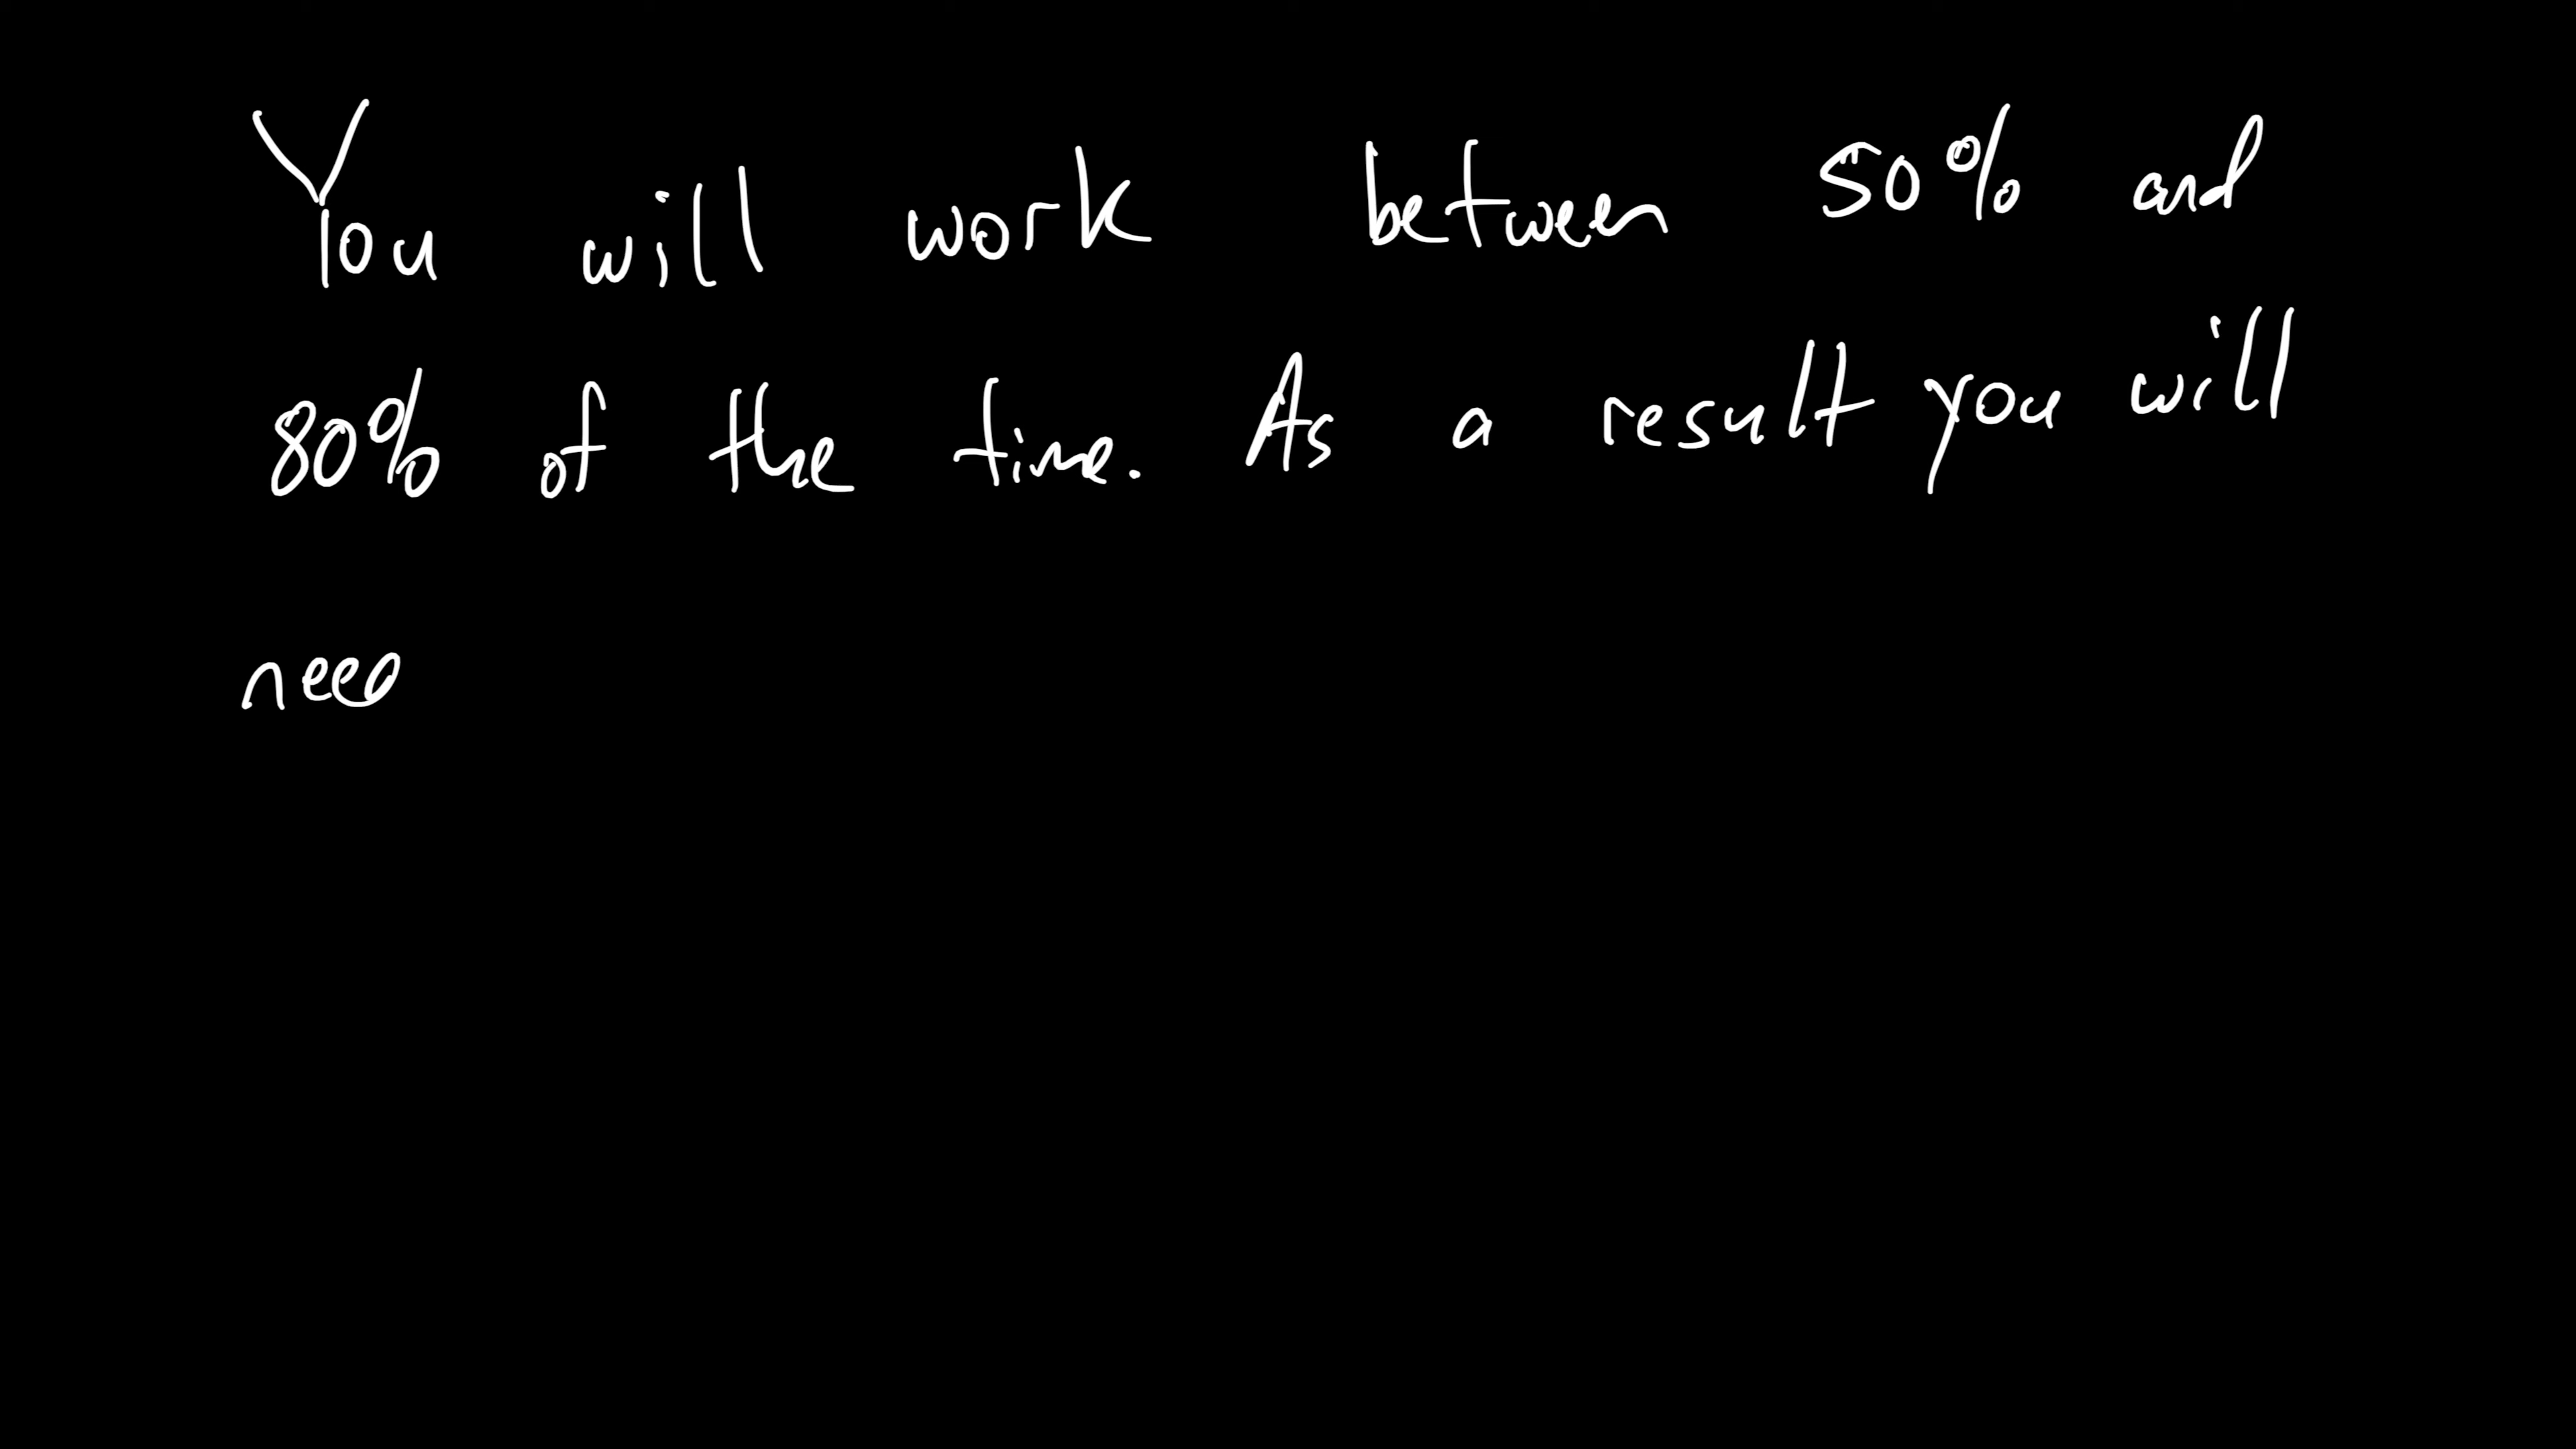 You will work between 50% and
80% of the time. As a result you will
need